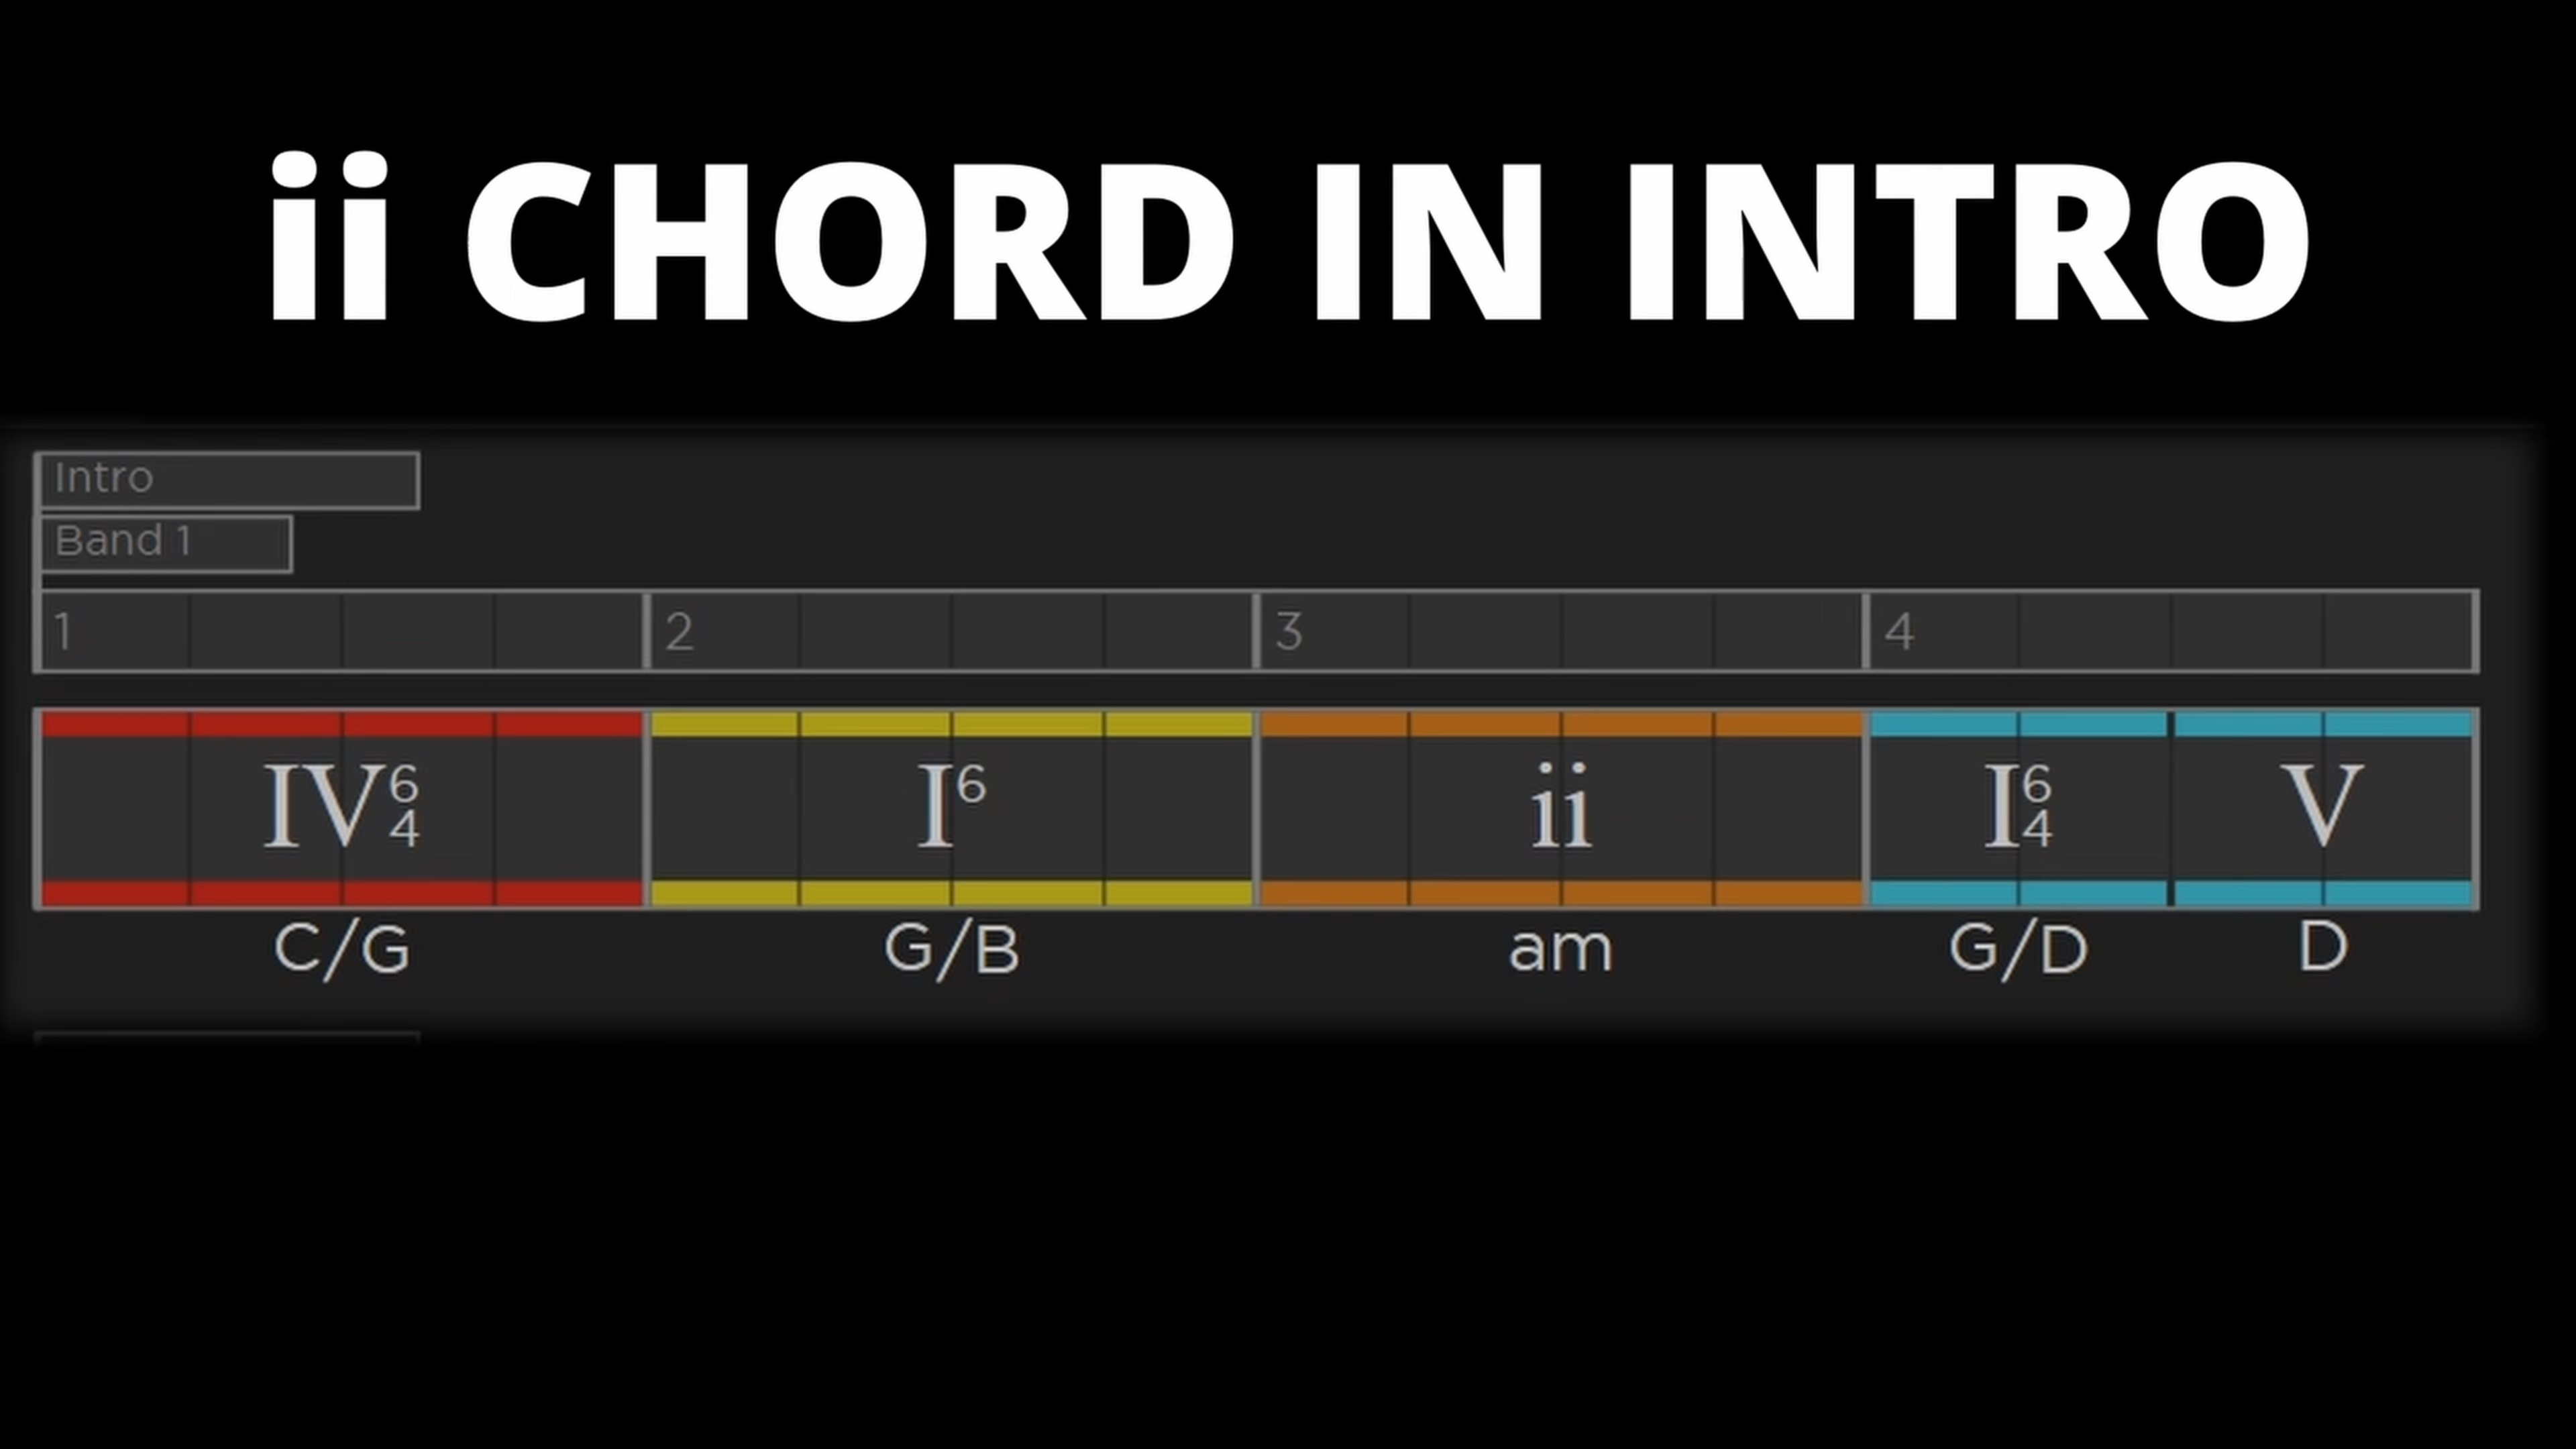 ii CHORD IN INTRO
Intro
Band 1
1 2 3 4
IV6/4 I6 ii I6/4 V
C/G G/B am G/D D